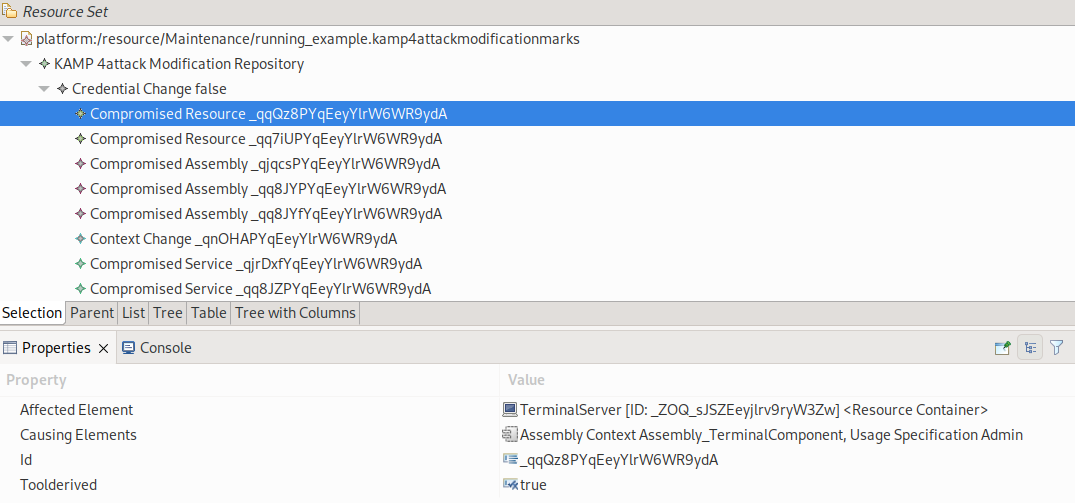 Resource Set
platform:/resource/Maintenance/running_example.kamp4attackmodificationmarks
KAMP 4attack Modification Repository
Credential Change false
Compromised Resource _qqQz8PYqEeyYlrW6WR9ydA
Compromised Resource _qq7iUPYqEeyYlrW6WR9ydA
Compromised Assembly _qjqcsPYqEeyYlrW6WR9ydA
Compromised Assembly _qq8JYPYqEeyYlrW6WR9ydA
Compromised Assembly _qq8JYfYqEeyYlrW6WR9ydA
Context Change _qnOHAPYqEeyYlrW6WR9ydA
Compromised Service _qjrDxfYqEeyYlrW6WR9ydA
Compromised Service _qq8JZPYqEeyYlrW6WR9ydA
Selection Parent List Tree Table Tree with Columns
Properties Console
Property Value
Affected Element TerminalServer [ID: _ZOQ_sJSZEeeyjlrv9ryW3Zw] <Resource Container>
Causing Elements Assembly Context Assembly_TerminalComponent, Usage Specification Admin
Id _qqQz8PYqEeyYlrW6WR9ydA
Toolderived true